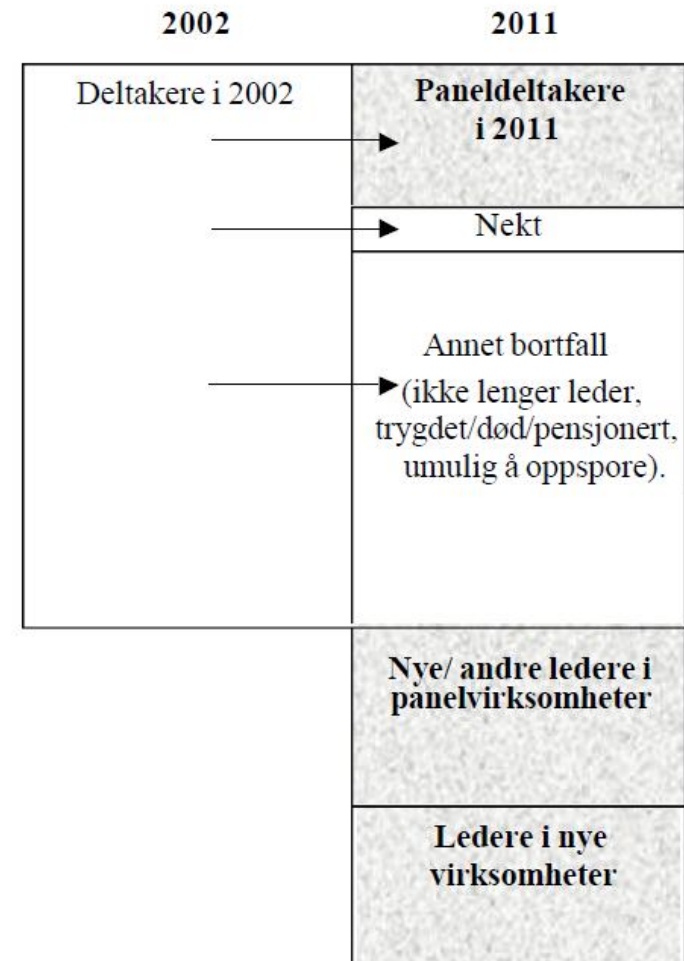 2002 2011
Deltakere i 2002
Paneldeltakere
i 2011
Nekt
Annet bortfall
(ikke lenger leder,
trygdet/død/pensjonert,
umulig å oppspore).
Nye/ andre ledere i
panelvirksomheter
Ledere i nye
virksomheter